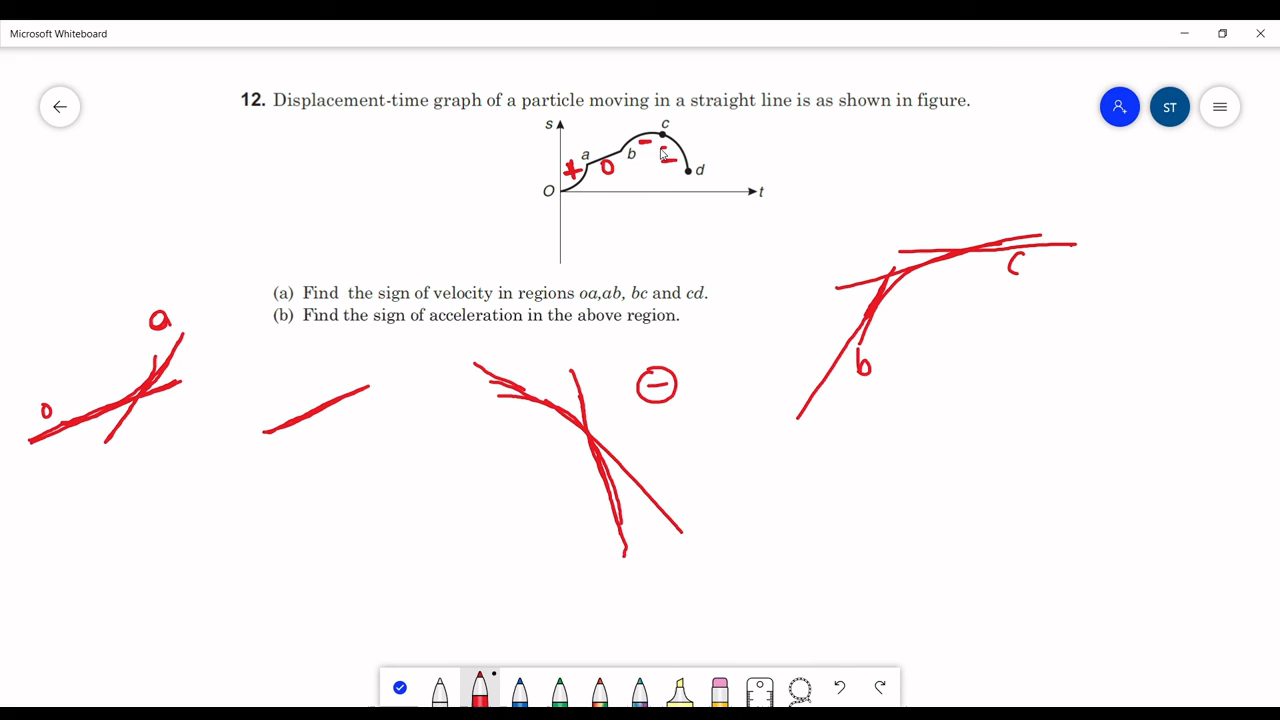 Microsoft Whiteboard
12. Displacement-time graph of a particle moving in a straight line is as shown in figure.
ST
s
c
a
b
+
0
-
-
d
O
t
(a) Find the sign of velocity in regions oa,ab, bc and cd.
(b) Find the sign of acceleration in the above region.
c
a
b
-
o